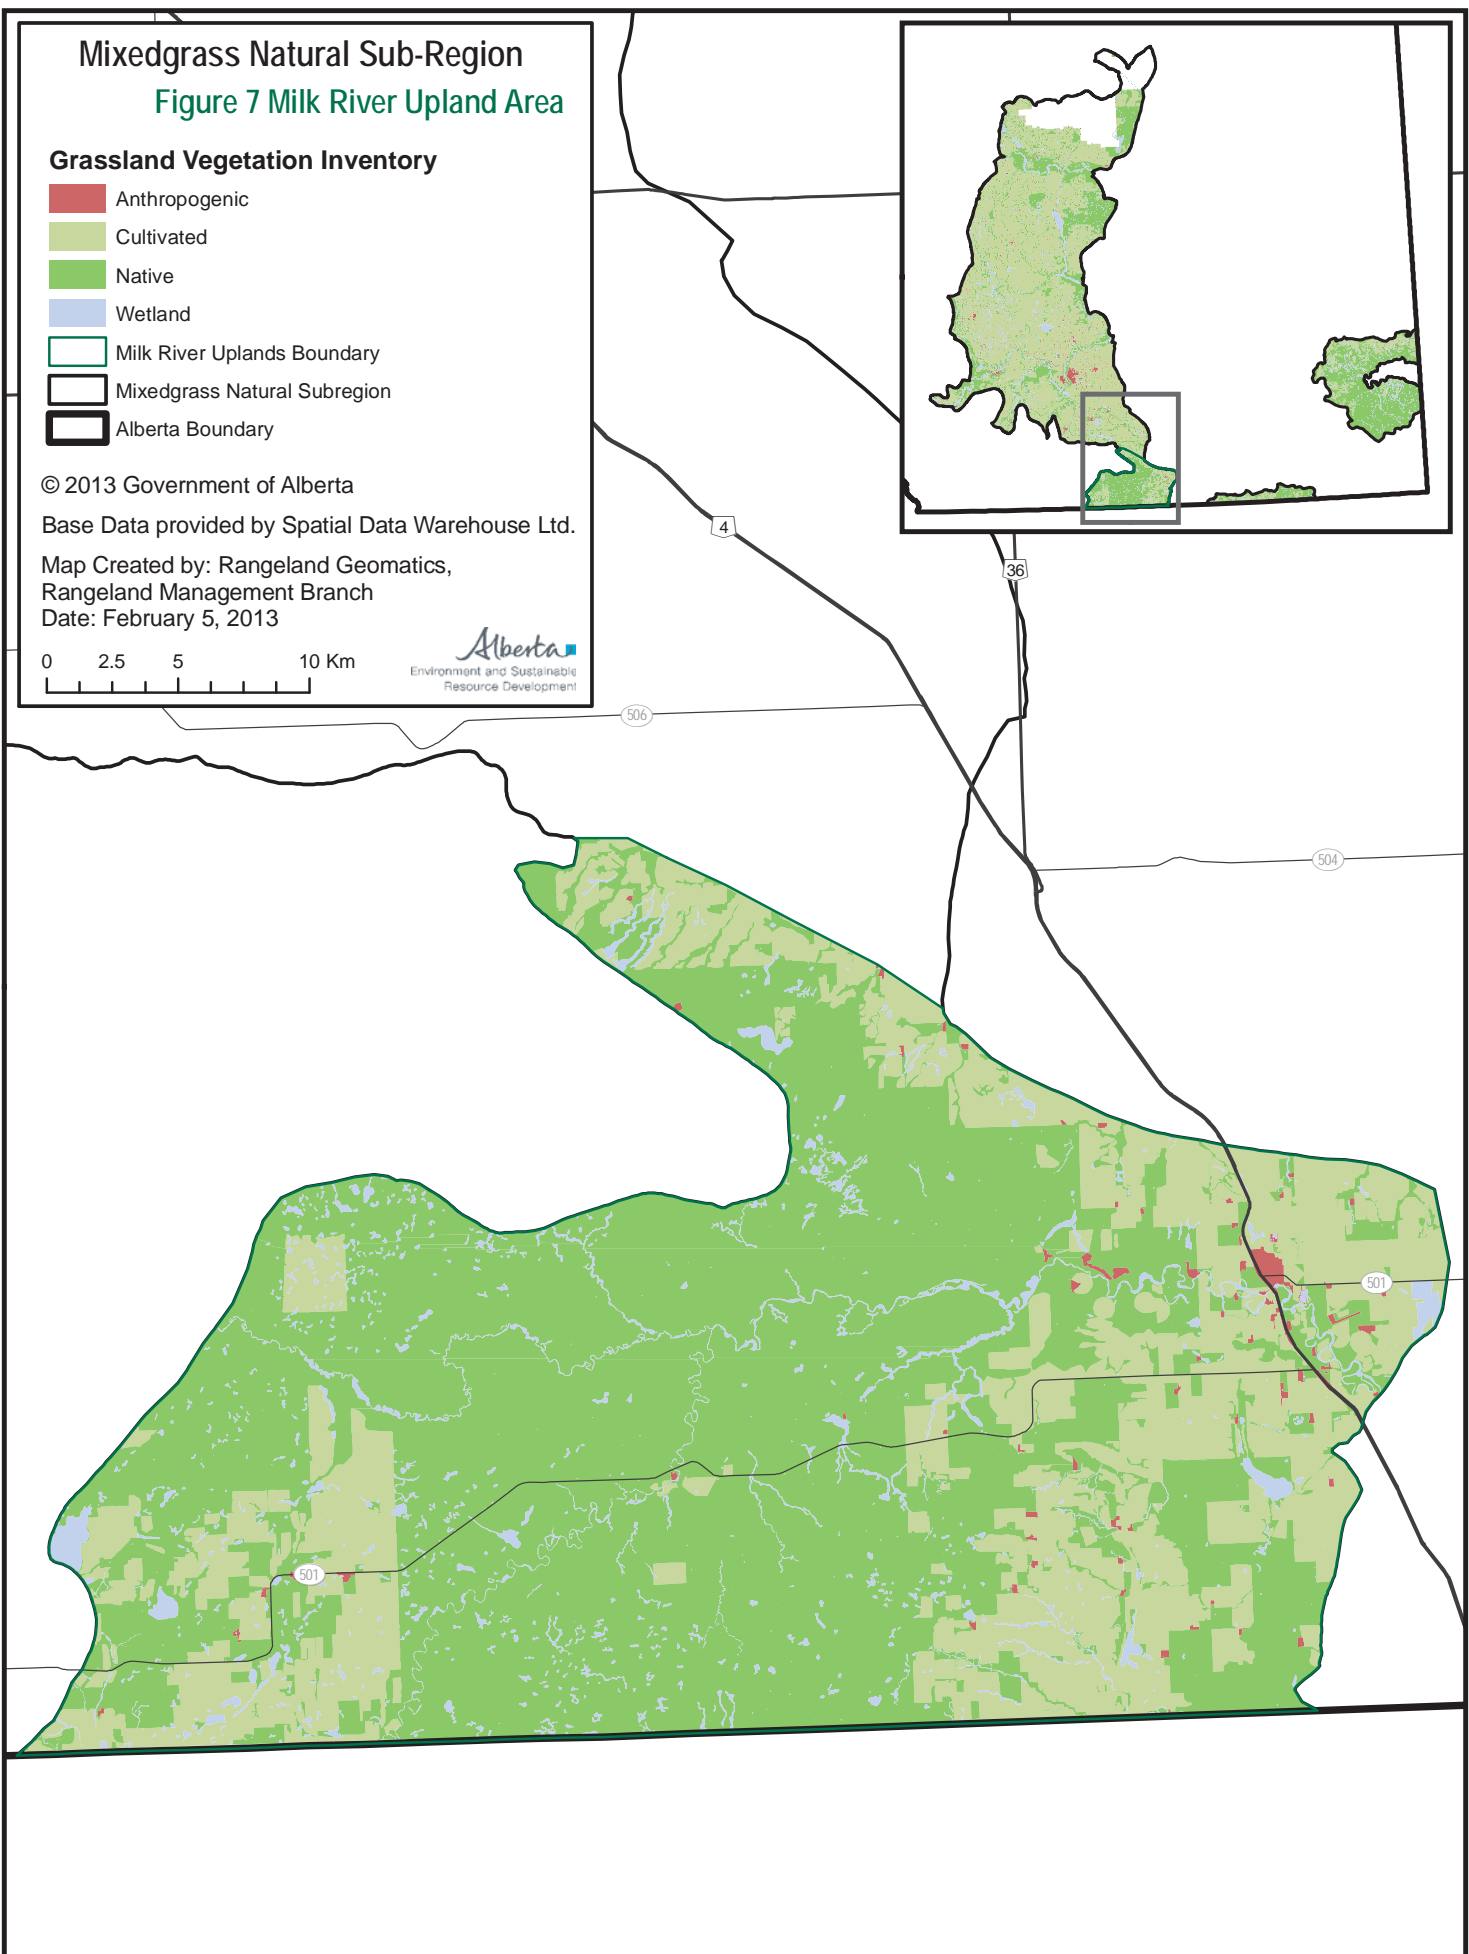 Mixedgrass Natural Sub-Region
Figure 7 Milk River Upland Area
Grassland Vegetation Inventory
Anthropogenic
Cultivated
Native
Wetland
Milk River Uplands Boundary
Mixedgrass Natural Subregion
Alberta Boundary
© 2013 Government of Alberta
Base Data provided by Spatial Data Warehouse Ltd.
Map Created by: Rangeland Geomatics,
Rangeland Management Branch
Date: February 5, 2013
0 2.5 5 10 Km
Alberta
Environment and Sustainable
Resource Development
4
36
506
504
501
501